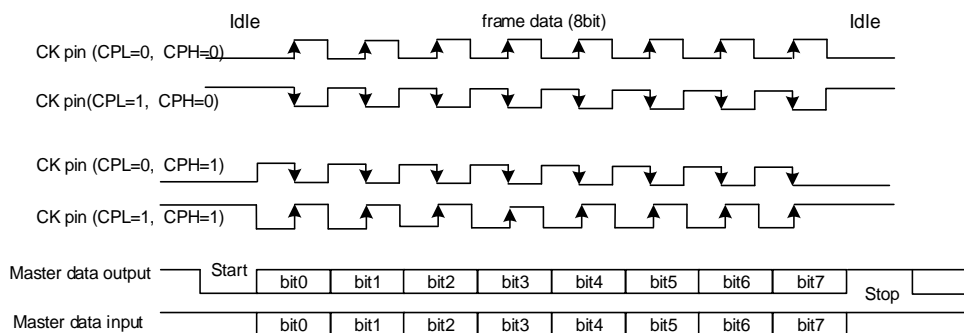 Idle frame data (8bit) Idle
CK pin (CPL=0, CPH=0)
CK pin(CPL=1, CPH=0)
CK pin (CPL=0, CPH=1)
CK pin (CPL=1, CPH=1)
Master data output Start bit0 bit1 bit2 bit3 bit4 bit5 bit6 bit7 Stop
Master data input bit0 bit1 bit2 bit3 bit4 bit5 bit6 bit7